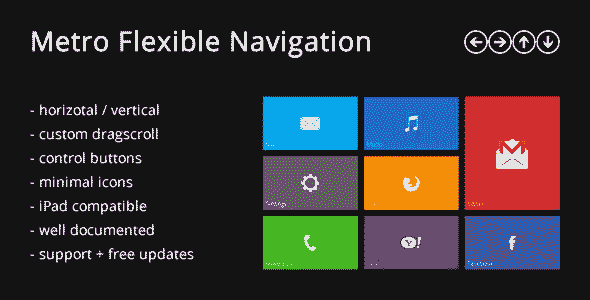 Metro Flexible Navigation
- horizotal / vertical
- custom dragscroll
- control buttons
- minimal icons
- iPad compatible
- well documented
- support + free updates
Y!